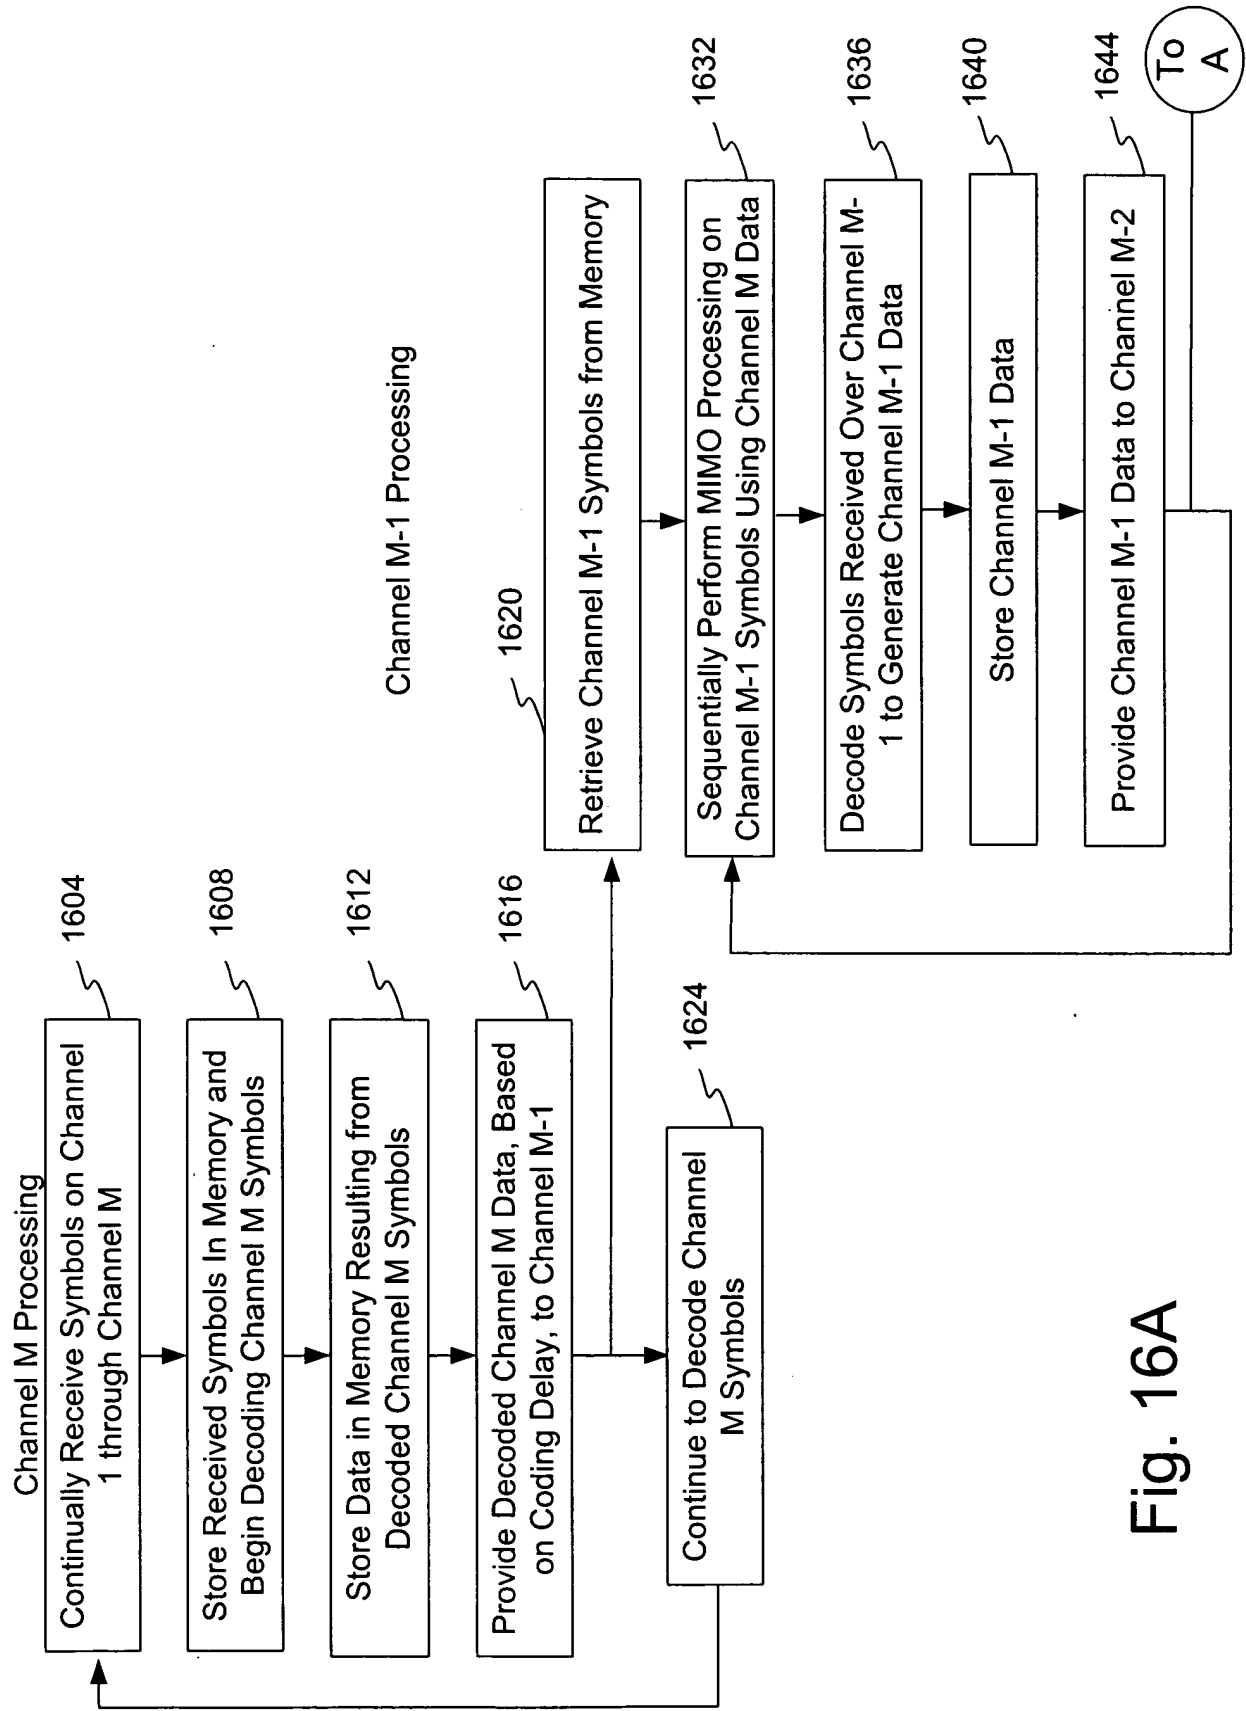 Channel M Processing
Continually Receive Symbols on Channel
1 through Channel M
1604
Store Received Symbols In Memory and
Begin Decoding Channel M Symbols
1608
Store Data in Memory Resulting from
Decoded Channel M Symbols
1612
Provide Decoded Channel M Data, Based
on Coding Delay, to Channel M-1
1616
Continue to Decode Channel
M Symbols
1624
Channel M-1 Processing
1620
Retrieve Channel M-1 Symbols from Memory
Sequentially Perform MIMO Processing on
Channel M-1 Symbols Using Channel M Data
1632
Decode Symbols Received Over Channel M-
1 to Generate Channel M-1 Data
1636
Store Channel M-1 Data
1640
Provide Channel M-1 Data to Channel M-2
1644
To
A
Fig. 16A